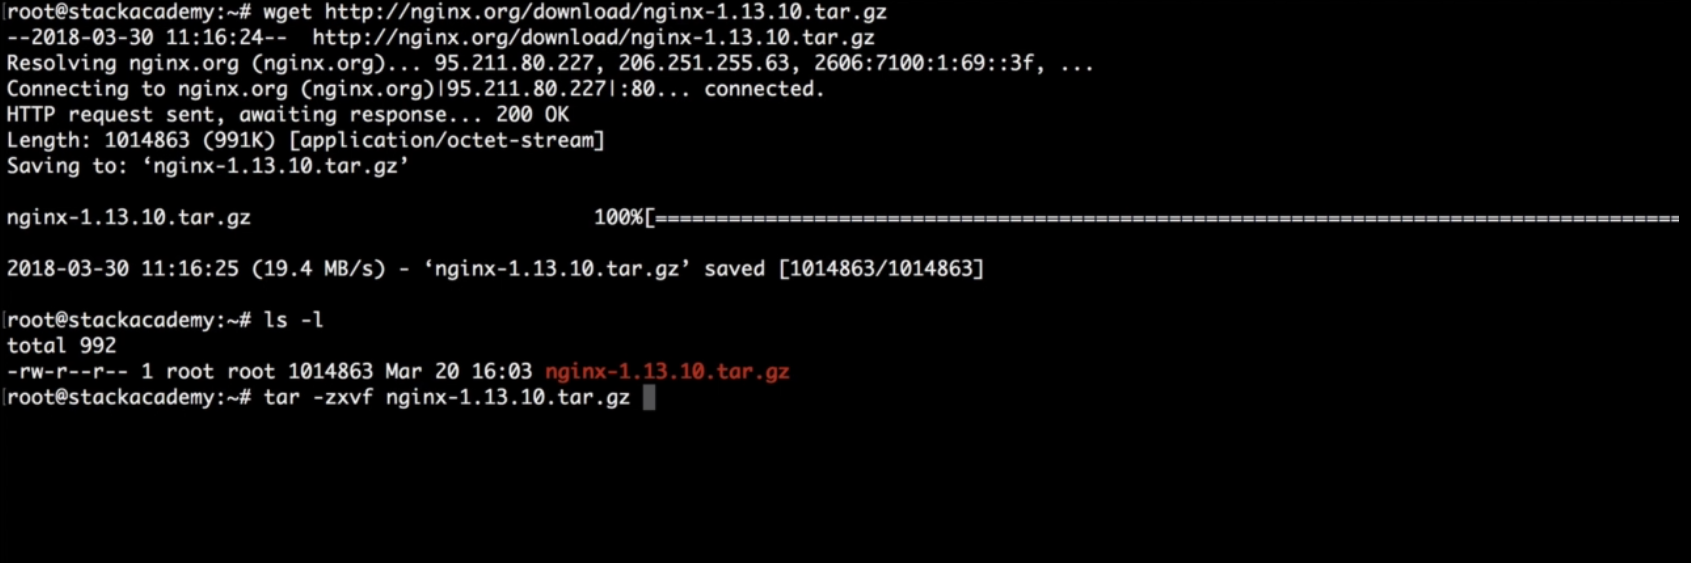 root@stackacademy:~# wget http://nginx.org/download/nginx-1.13.10.tar.gz
--2018-03-30 11:16:24--  http://nginx.org/download/nginx-1.13.10.tar.gz
Resolving nginx.org (nginx.org)... 95.211.80.227, 206.251.255.63, 2606:7100:1:69::3f, ...
Connecting to nginx.org (nginx.org)|95.211.80.227|:80... connected.
HTTP request sent, awaiting response... 200 OK
Length: 1014863 (991K) [application/octet-stream]
Saving to: ‘nginx-1.13.10.tar.gz’
nginx-1.13.10.tar.gz 100%[====================================================================================
2018-03-30 11:16:25 (19.4 MB/s) - ‘nginx-1.13.10.tar.gz’ saved [1014863/1014863]
root@stackacademy:~# ls -l
total 992
-rw-r--r-- 1 root root 1014863 Mar 20 16:03 nginx-1.13.10.tar.gz
root@stackacademy:~# tar -zxvf nginx-1.13.10.tar.gz